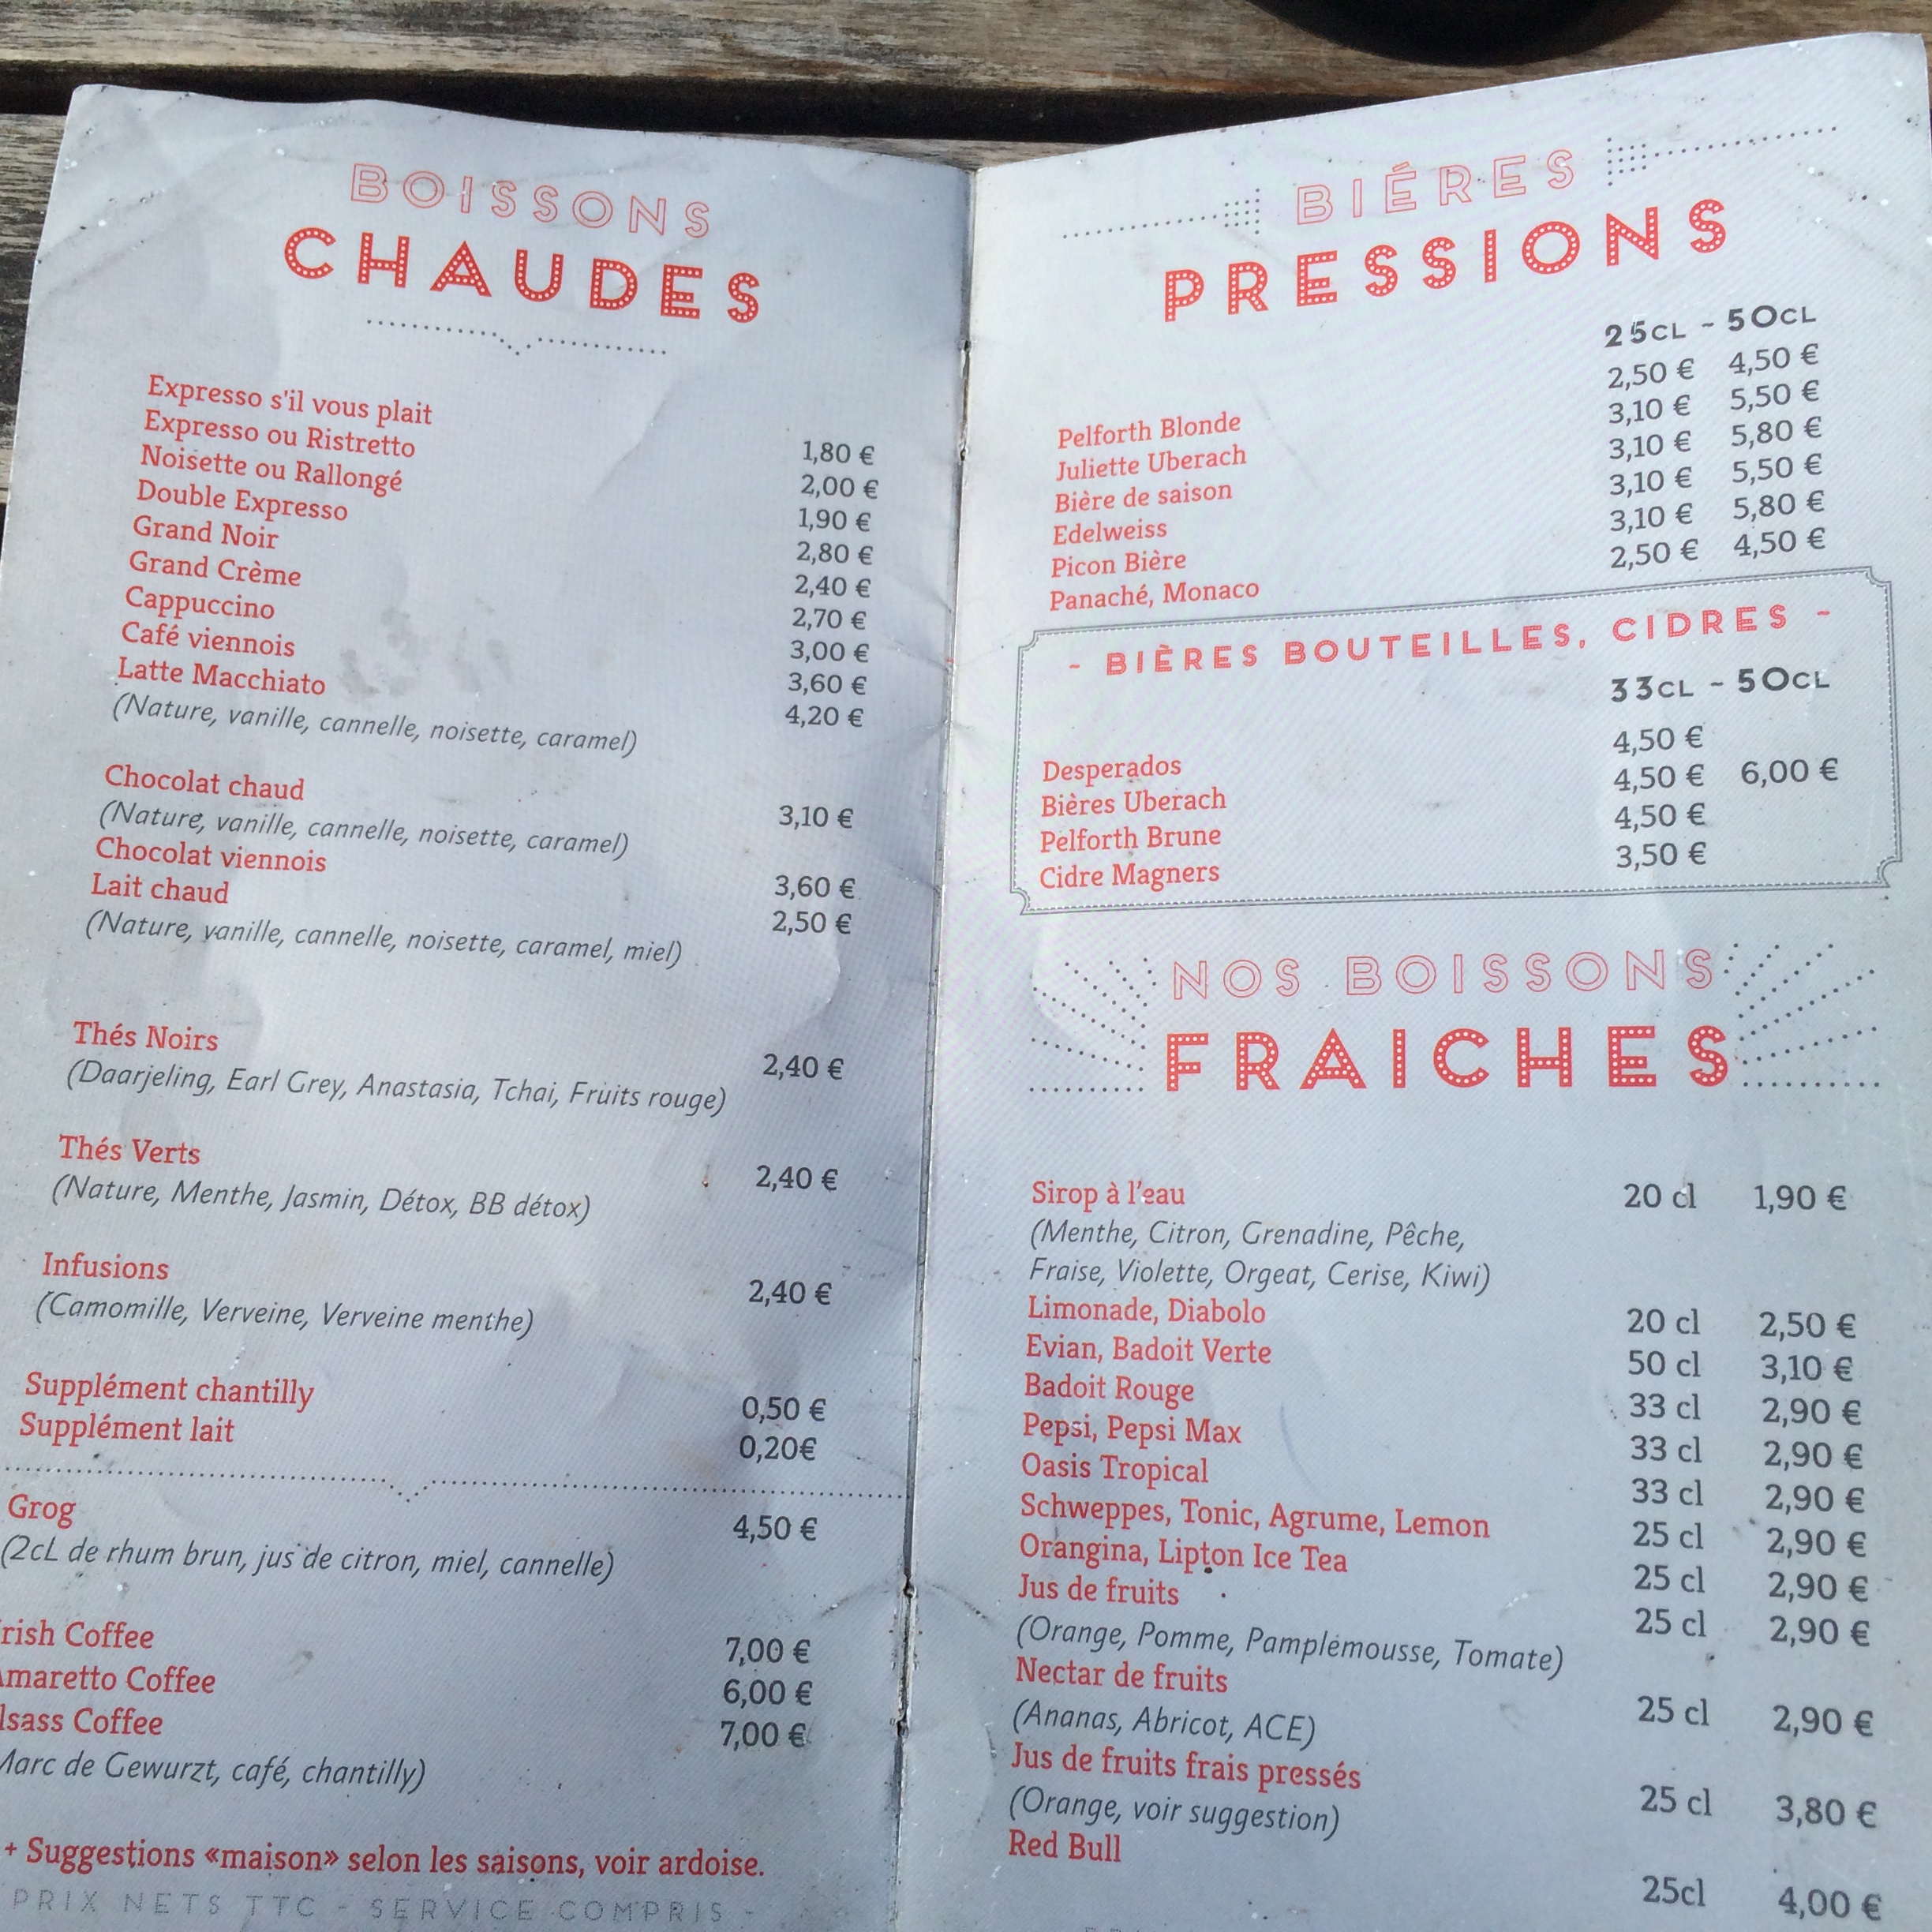 BOISSONS
CHAUDES
Expresso s'il vous plait 1,80 €
Expresso ou Ristretto 2,00 €
Noisette ou Rallongé 1,90 €
Double Expresso 2,80 €
Grand Noir 2,40 €
Grand Crème 2,70 €
Cappuccino 3,00 €
Café viennois 3,60 €
Latte Macchiato 4,20 €
(Nature, vanille, cannelle, noisette, caramel)
Chocolat chaud 3,10 €
(Nature, vanille, cannelle, noisette, caramel)
Chocolat viennois 3,60 €
Lait chaud 2,50 €
(Nature, vanille, cannelle, noisette, caramel, miel)
Thés Noirs 2,40 €
(Daarjeling, Earl Grey, Anastasia, Tchai, Fruits rouge)
Thés Verts 2,40 €
(Nature, Menthe, Jasmin, Détox, BB détox)
Infusions 2,40 €
(Camomille, Verveine, Verveine menthe)
Supplément chantilly 0,50 €
Supplément lait 0,20€
Grog 4,50 €
(2cL de rhum brun, jus de citron, miel, cannelle)
rish Coffee 7,00 €
maretto Coffee 6,00 €
lsass Coffee 7,00 €
Marc de Gewurzt, café, chantilly)
+ Suggestions «maison» selon les saisons, voir ardoise.
PRIX NETS TTC - SERVICE COMPRIS -
BIÉRES
PRESSIONS
25CL - 50CL
Pelforth Blonde 2,50 € 4,50 €
Juliette Uberach 3,10 € 5,50 €
Bière de saison 3,10 € 5,80 €
Edelweiss 3,10 € 5,50 €
Picon Bière 3,10 € 5,80 €
Panaché, Monaco 2,50 € 4,50 €
- BIÈRES BOUTEILLES, CIDRES -
33CL - 50CL
Desperados 4,50 €
Bières Uberach 4,50 € 6,00 €
Pelforth Brune 4,50 €
Cidre Magners 3,50 €
NOS BOISSONS
FRAICHES
Sirop à l'eau 20 cl 1,90 €
(Menthe, Citron, Grenadine, Pêche,
Fraise, Violette, Orgeat, Cerise, Kiwi)
Limonade, Diabolo 20 cl 2,50 €
Evian, Badoit Verte 50 cl 3,10 €
Badoit Rouge 33 cl 2,90 €
Pepsi, Pepsi Max 33 cl 2,90 €
Oasis Tropical 33 cl 2,90 €
Schweppes, Tonic, Agrume, Lemon 25 cl 2,90 €
Orangina, Lipton Ice Tea 25 cl 2,90 €
Jus de fruits 25 cl 2,90 €
(Orange, Pomme, Pamplemousse, Tomate)
Nectar de fruits 25 cl 2,90 €
(Ananas, Abricot, ACE)
Jus de fruits frais pressés 25 cl 3,80 €
(Orange, voir suggestion)
Red Bull 25cl 4,00 €